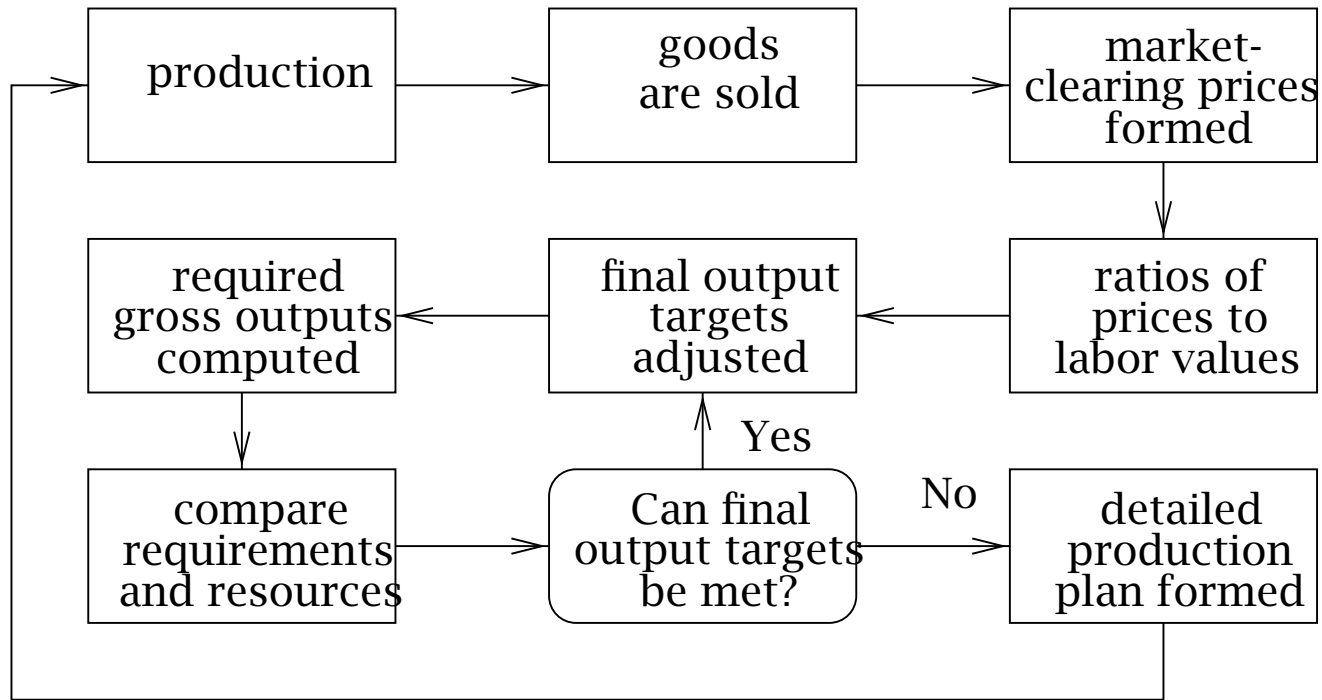 production
goods
are sold
market-
clearing prices
formed
required
gross outputs
computed
final output
targets
adjusted
ratios of
prices to
labor values
Yes
compare
requirements
and resources
Can final
output targets
be met?
No
detailed
production
plan formed